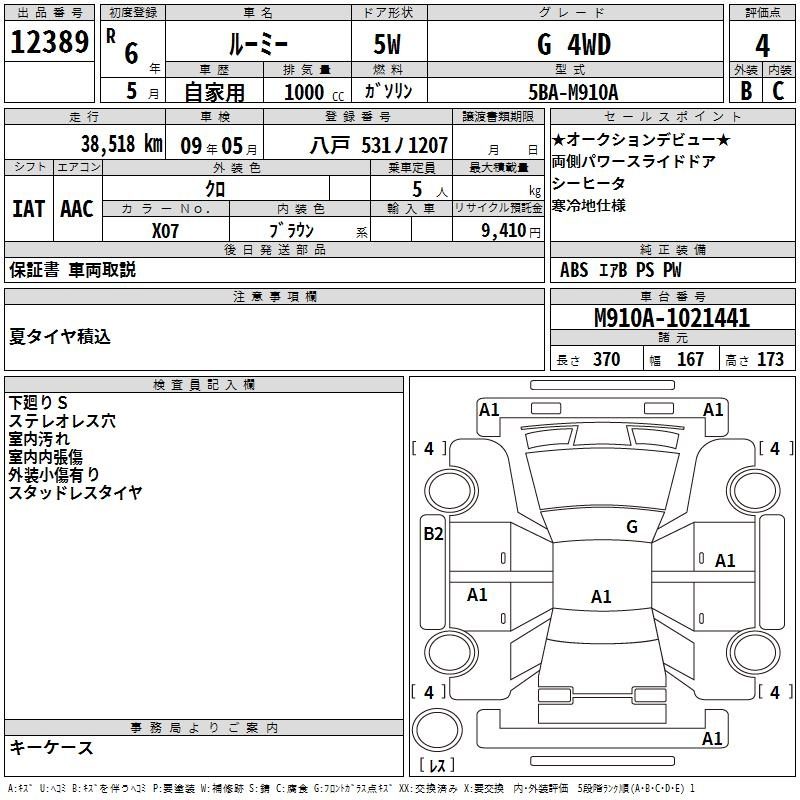 出品番号 初度登録 車名 ドア形状 グレード 評価点
12389 R 6 年 ルーミー 5W G 4WD 4
車歴 排気量 燃料 型式 外装 内装
5 月 自家用 1000 CC ガソリン 5BA-M910A B C
走行 車検 登録番号 譲渡書類期限 セールスポイント
38,518 km 09 年 05 月 八戸 531 ノ 1207 月 日
★オークションデビュー★
両側パワースライドドア
シーヒータ
寒冷地仕様
シフト エアコン 外装色 乗車定員 最大積載量
IAT AAC クロ 5 人 kg
カラーNo. 内装色 輸入車 リサイクル預託金
X07 ブラウン 系 9,410 円
後日発送部品 純正装備
保証書 車両取説 ABS エアB PS PW
注意事項欄 車台番号
夏タイヤ積込 M910A-1021441
諸元
長さ 370 幅 167 高さ 173
検査員記入欄
下廻りS
ステレオレス穴
室内汚れ
室内内張傷
外装小傷有り
スタッドレスタイヤ
A1 A1
[ 4 ] [ 4 ]
G
B2
A1
A1 A1
[ 4 ] [ 4 ]
A1
[ レス ]
事務局よりご案内
キーケース
A:キズ U:ヘコミ B:キズを伴うヘコミ P:要塗装 W:補修跡 S:錆 C:腐食 G:フロントガラス点キズ XX:交換済み X:要交換 内・外装評価 5段階ランク順(A・B・C・D・E) 1